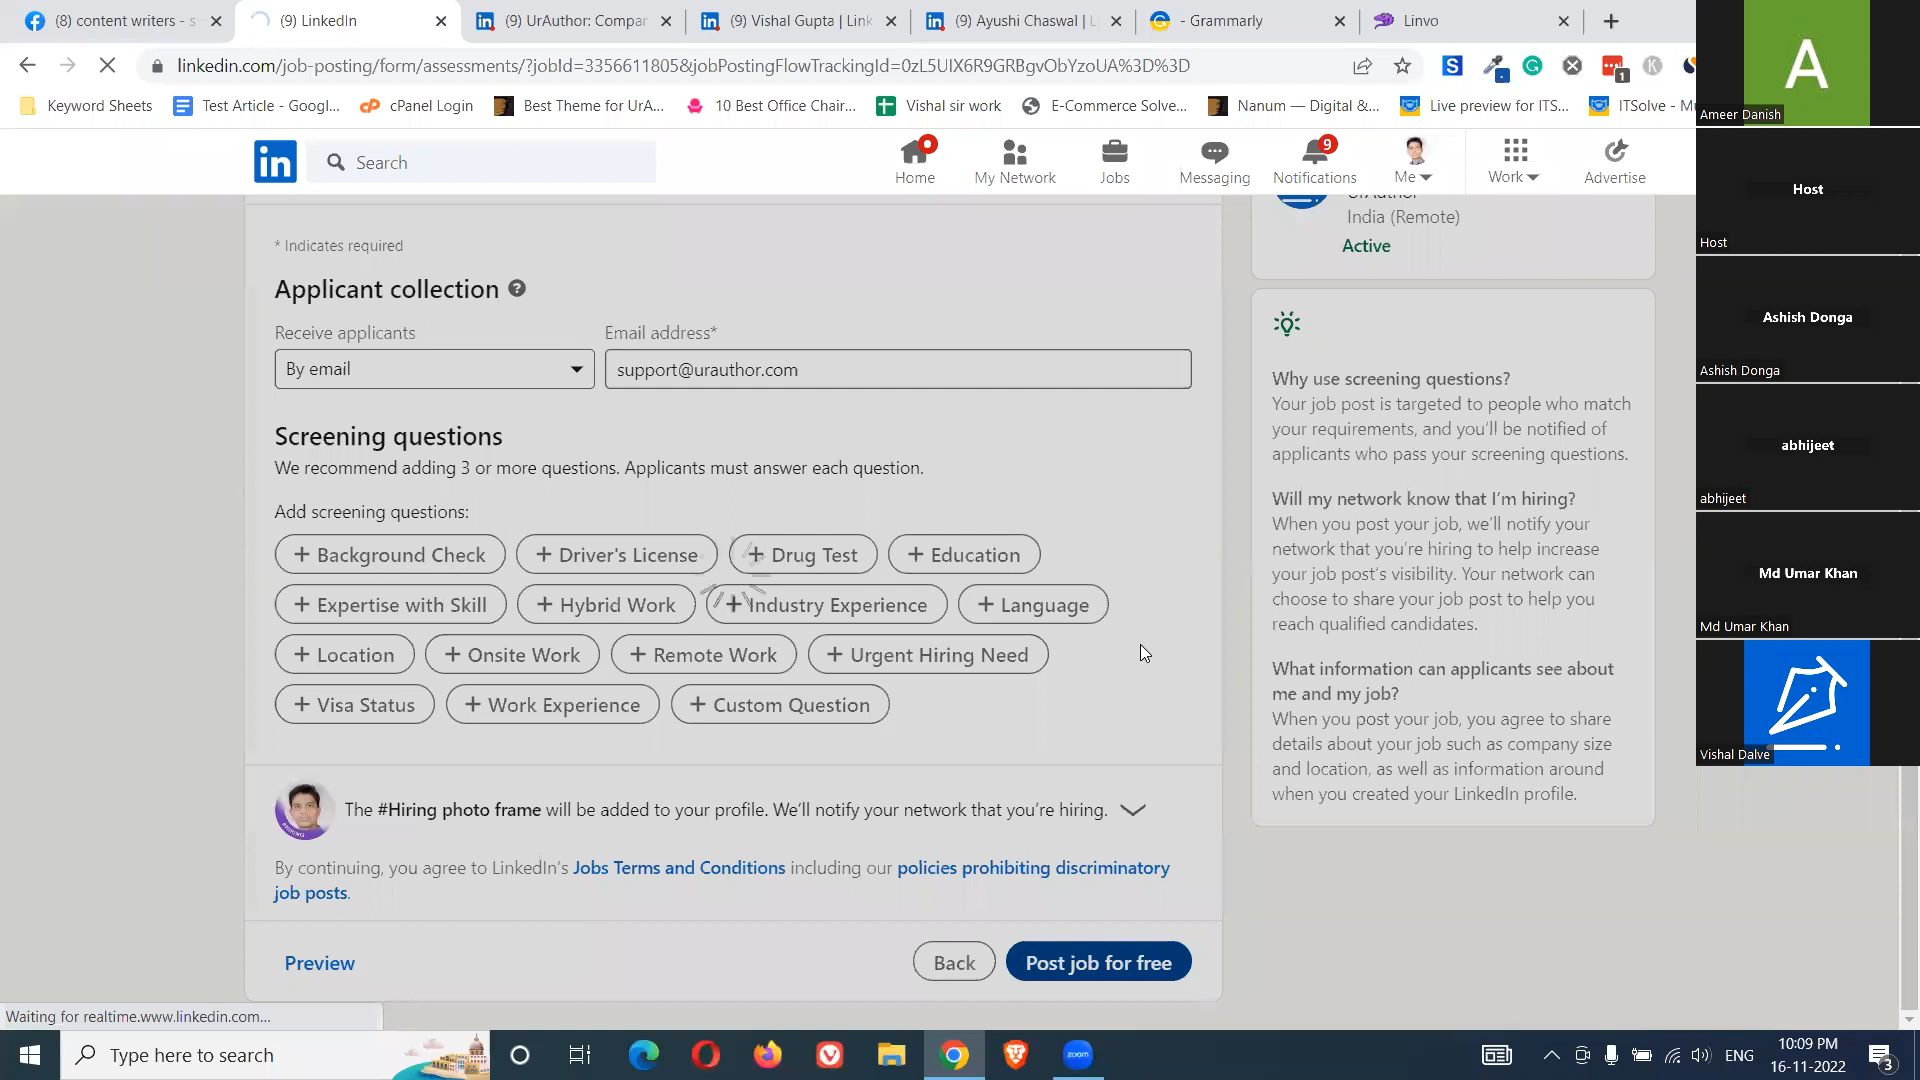 (8) content writers - s
(9) LinkedIn
(9) UrAuthor: Compar
(9) Vishal Gupta | Link
(9) Ayushi Chaswal | L
- Grammarly
Linvo
linkedin.com/job-posting/form/assessments/?jobId=3356611805&jobPostingFlowTrackingId=0zL5UIX6R9GRBgvObYzoUA%3D%3D
Keyword Sheets
Test Article - Googl...
cPanel Login
Best Theme for UrA...
10 Best Office Chair...
Vishal sir work
E-Commerce Solve...
Nanum — Digital &...
Live preview for ITS...
ITSolve - Mu
in
Search
Home
My Network
Jobs
Messaging
9
Notifications
Me
Work
Advertise
India (Remote)
Active
* Indicates required
Applicant collection
Receive applicants
Email address*
By email
support@urauthor.com
Screening questions
We recommend adding 3 or more questions. Applicants must answer each question.
Add screening questions:
+ Background Check
+ Driver's License
+ Drug Test
+ Education
+ Expertise with Skill
+ Hybrid Work
+ Industry Experience
+ Language
+ Location
+ Onsite Work
+ Remote Work
+ Urgent Hiring Need
+ Visa Status
+ Work Experience
+ Custom Question
The #Hiring photo frame will be added to your profile. We'll notify your network that you're hiring.
By continuing, you agree to LinkedIn's Jobs Terms and Conditions including our policies prohibiting discriminatory
job posts.
Preview
Back
Post job for free
Why use screening questions?
Your job post is targeted to people who match
your requirements, and you'll be notified of
applicants who pass your screening questions.
Will my network know that I'm hiring?
When you post your job, we'll notify your
network that you're hiring to help increase
your job post's visibility. Your network can
choose to share your job post to help you
reach qualified candidates.
What information can applicants see about
me and my job?
When you post your job, you agree to share
details about your job such as company size
and location, as well as information around
when you created your LinkedIn profile.
A
Ameer Danish
Host
Host
Ashish Donga
Ashish Donga
abhijeet
abhijeet
Md Umar Khan
Md Umar Khan
Vishal Dalve
Waiting for realtime.www.linkedin.com...
Type here to search
zoom
ENG
10:09 PM
16-11-2022
3